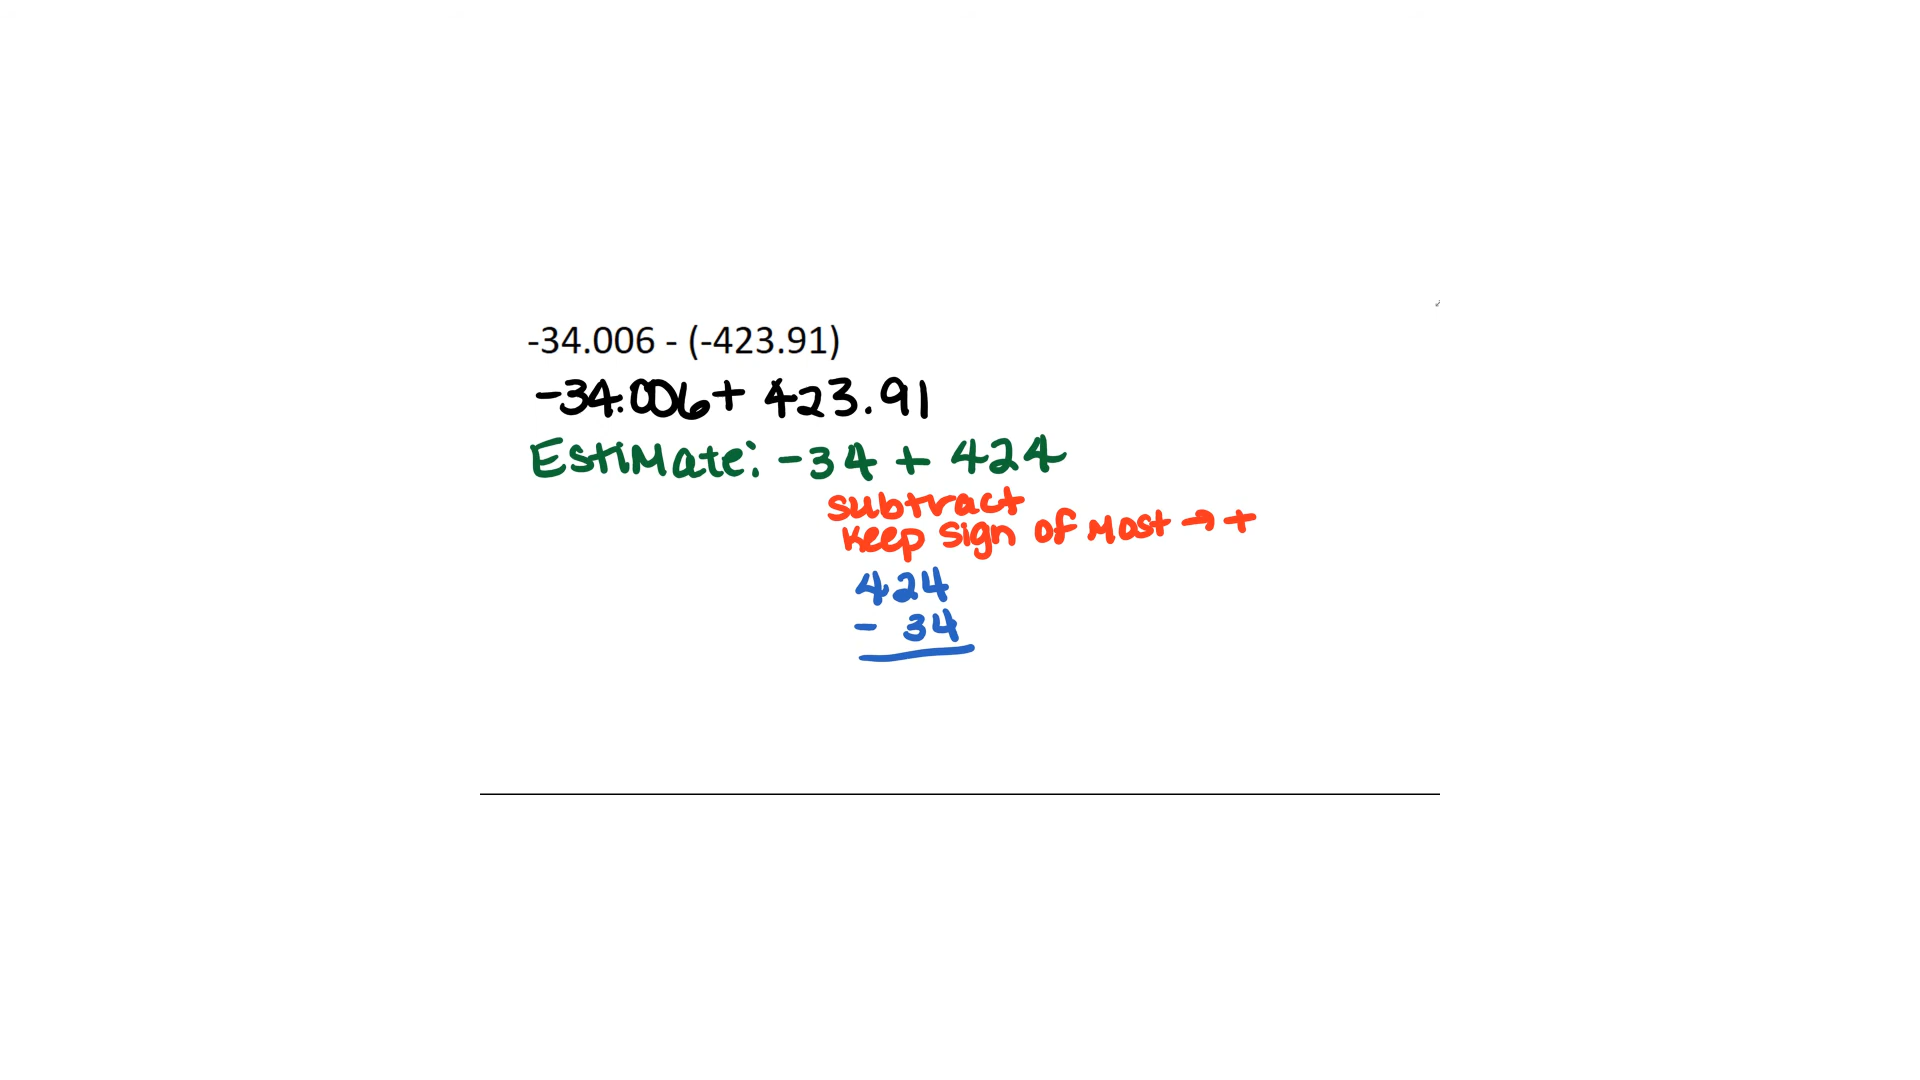 -34.006 - (-423.91)
-34.006 + 423.91
Estimate: -34 + 424
subtract
keep sign of most → +
424
- 34